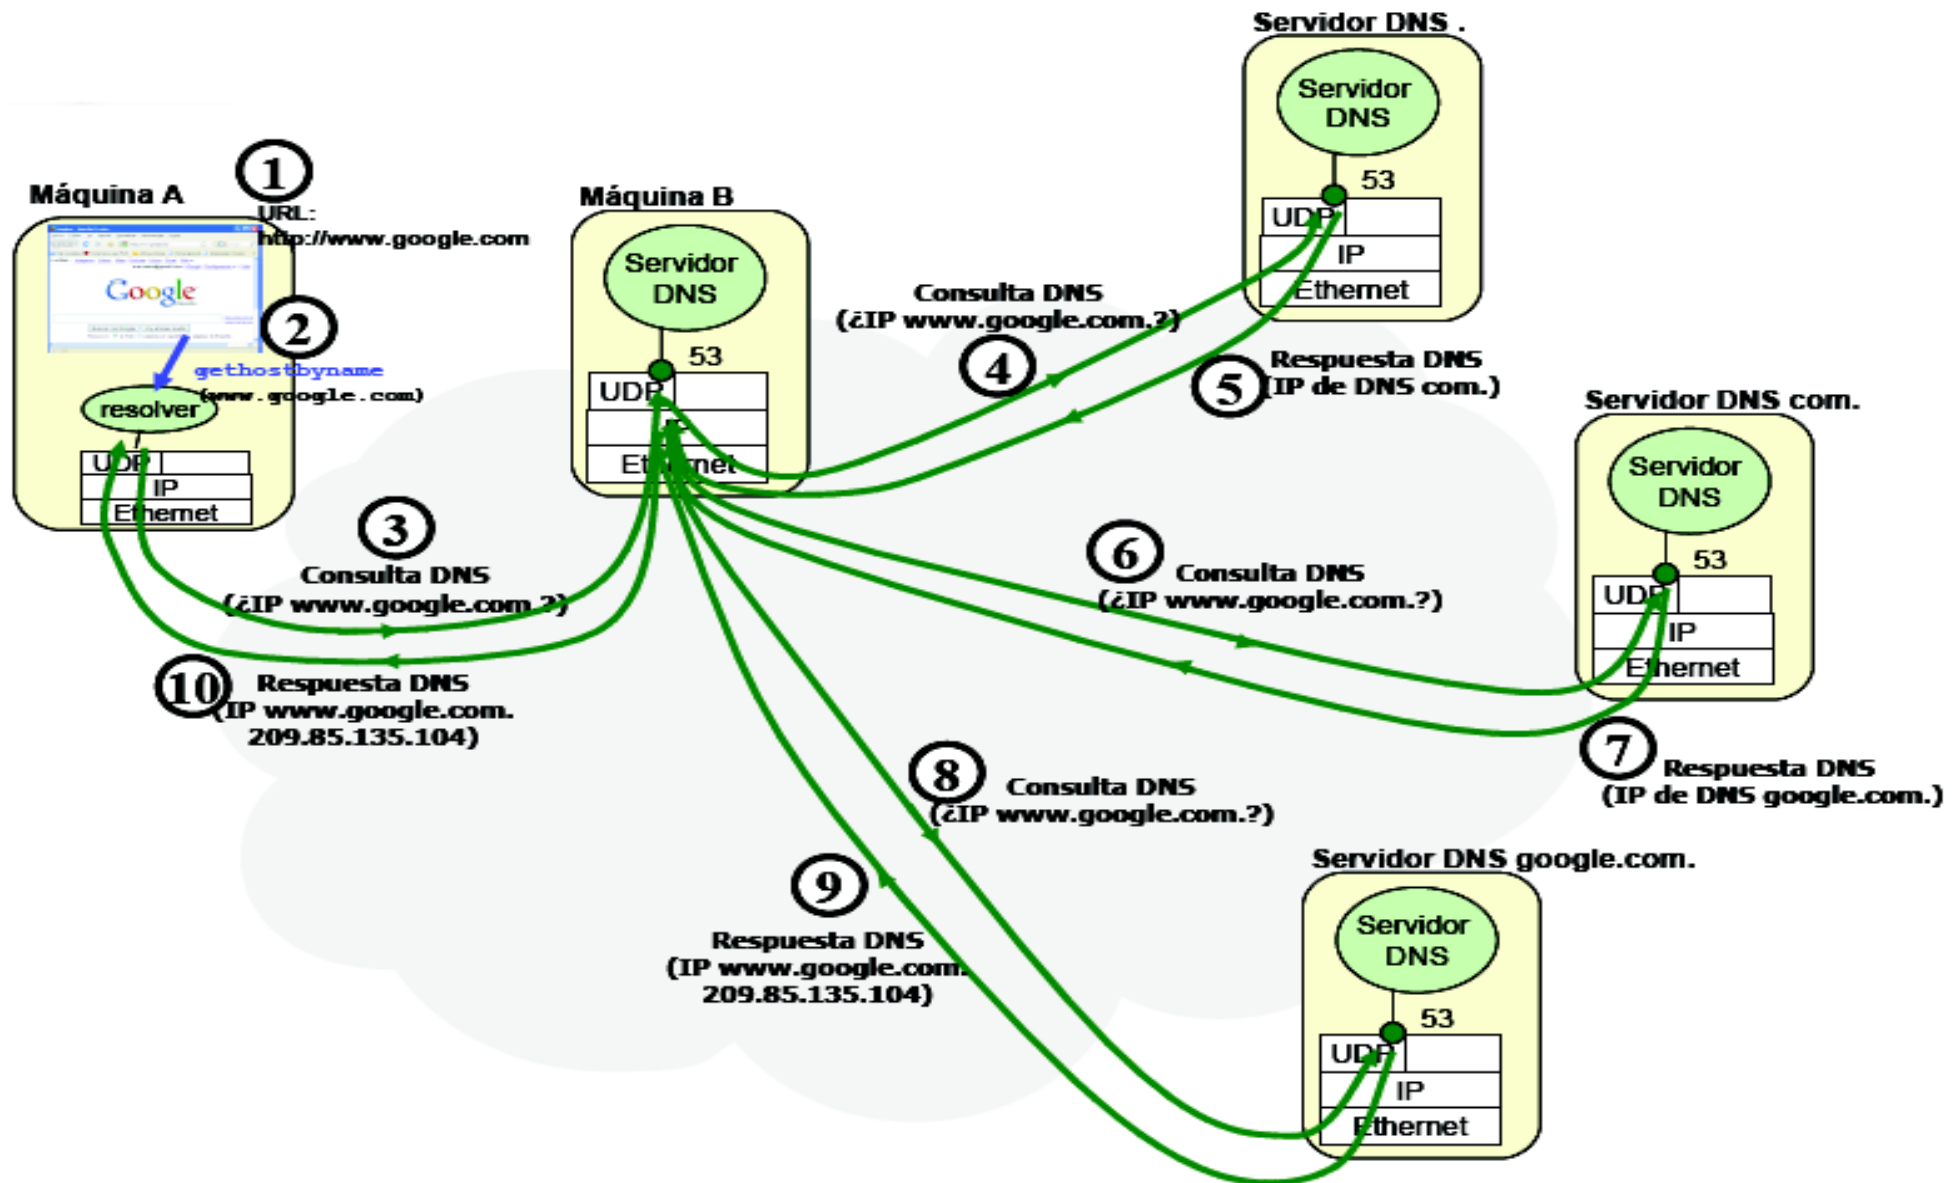 Servidor DNS .
Servidor
DNS
53
UDP
IP
Ethernet
Máquina A
1
URL:
http://www.google.com
Google
2
gethostbyname
(www.google.com)
resolver
UDP
IP
Ethernet
Máquina B
Servidor
DNS
53
UDP
IP
Ethernet
3
Consulta DNS
(¿IP www.google.com.?)
4
Consulta DNS
(¿IP www.google.com.?)
5
Respuesta DNS
(IP de DNS com.)
Servidor DNS com.
Servidor
DNS
53
UDP
IP
Ethernet
6
Consulta DNS
(¿IP www.google.com.?)
7
Respuesta DNS
(IP de DNS google.com.)
8
Consulta DNS
(¿IP www.google.com.?)
9
Respuesta DNS
(IP www.google.com.
209.85.135.104)
10
Respuesta DNS
(IP www.google.com.
209.85.135.104)
Servidor DNS google.com.
Servidor
DNS
53
UDP
IP
Ethernet